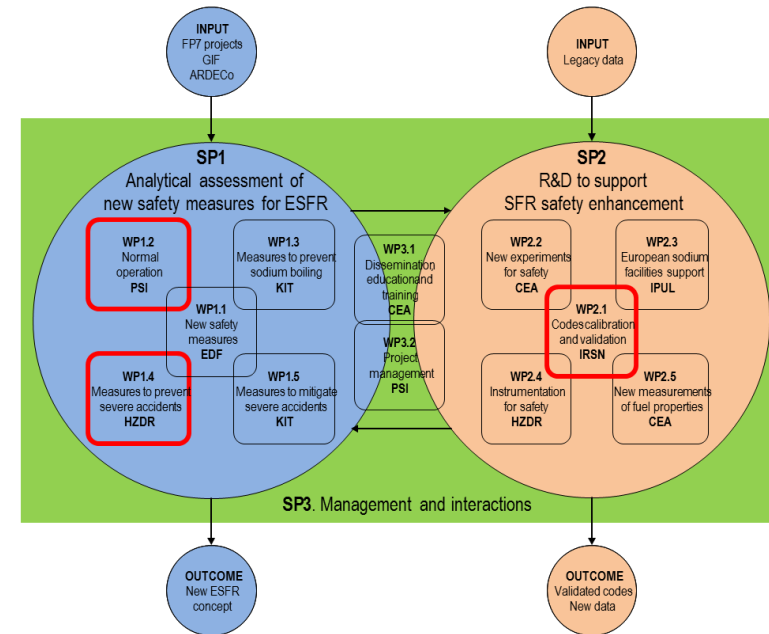 INPUT
FP7 projects
GIF
ARDECo
INPUT
Legacy data
SP1
Analytical assessment of
new safety measures for ESFR
SP2
R&D to support
SFR safety enhancement
WP1.2
Normal
operation
PSI
WP1.3
Measures to prevent
sodium boiling
KIT
WP1.1
New safety
measures
EDF
WP1.4
Measures to prevent
severe accidents
HZDR
WP1.5
Measures to mitigate
severe accidents
KIT
WP3.1
Dissemination,
education and
training
CEA
WP3.2
Project
management
PSI
WP2.2
New experiments
for safety
CEA
WP2.3
European sodium
facilities support
IPUL
WP2.1
Codes calibration
and validation
IRSN
WP2.4
Instrumentation
for safety
HZDR
WP2.5
New measurements
of fuel properties
CEA
SP3. Management and interactions
OUTCOME
New ESFR
concept
OUTCOME
Validated codes
New data